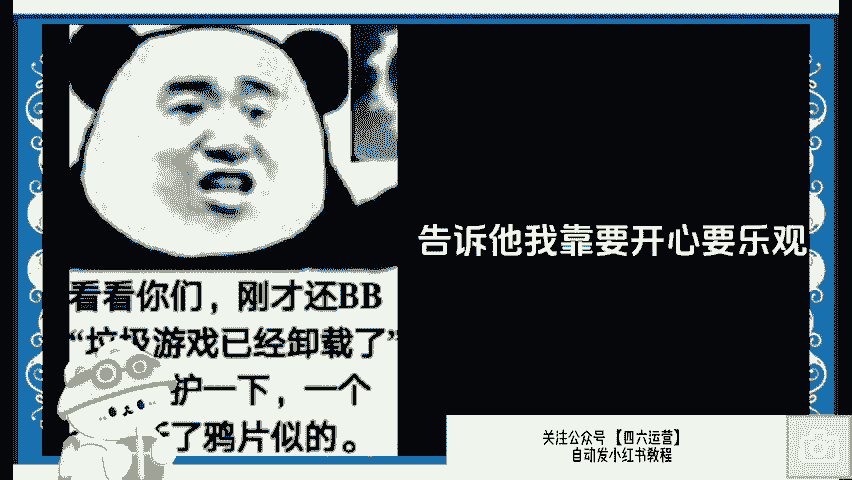 看看你们，刚才还BB
“垃圾游戏已经卸载了”
护一下，一个
了鸦片似的。
告诉他我靠要开心要乐观
关注公众号【四六运营】
自动发小红书教程